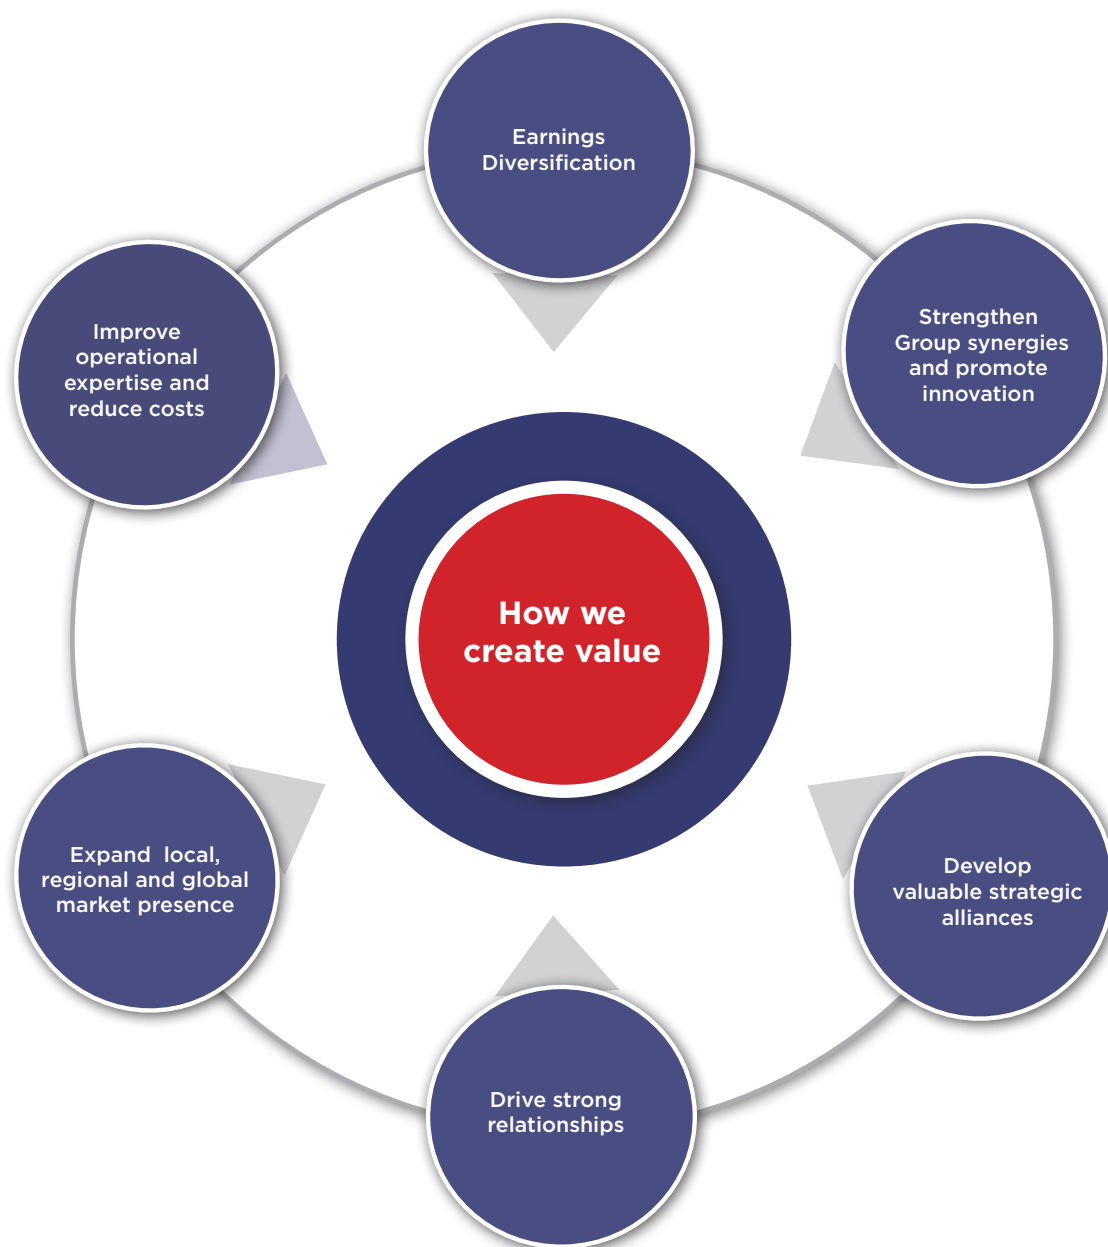 Earnings
Diversification
Strengthen
Group synergies
and promote
innovation
Improve
operational
expertise and
reduce costs
How we
create value
Expand local,
regional and global
market presence
Develop
valuable strategic
alliances
Drive strong
relationships